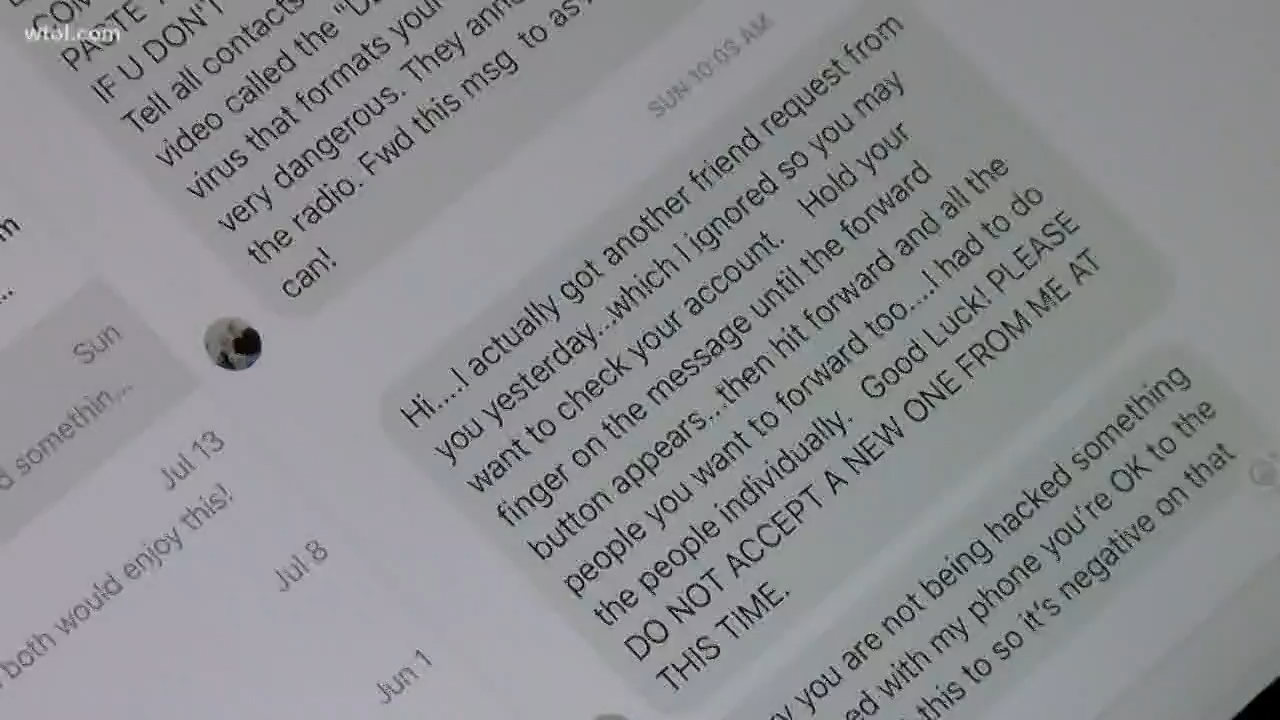 wtol.com
PASTE
IF U DON'T
Tell all contacts
video called the "D
virus that formats your
very dangerous. They ann
the radio. Fwd this msg to as
can!
SUN 10:03 AM
Hi....I actually got another friend request from
you yesterday...which I ignored so you may
want to check your account. Hold your
finger on the message until the forward
button appears...then hit forward and all the
people you want to forward too....I had to do
the people individually. Good Luck! PLEASE
DO NOT ACCEPT A NEW ONE FROM ME AT
THIS TIME.
you are not being hacked something
ed with my phone you're OK to the
this to so it's negative on that
m
...
Sun
d somethin...
Jul 13
both would enjoy this!
Jul 8
Jun 1